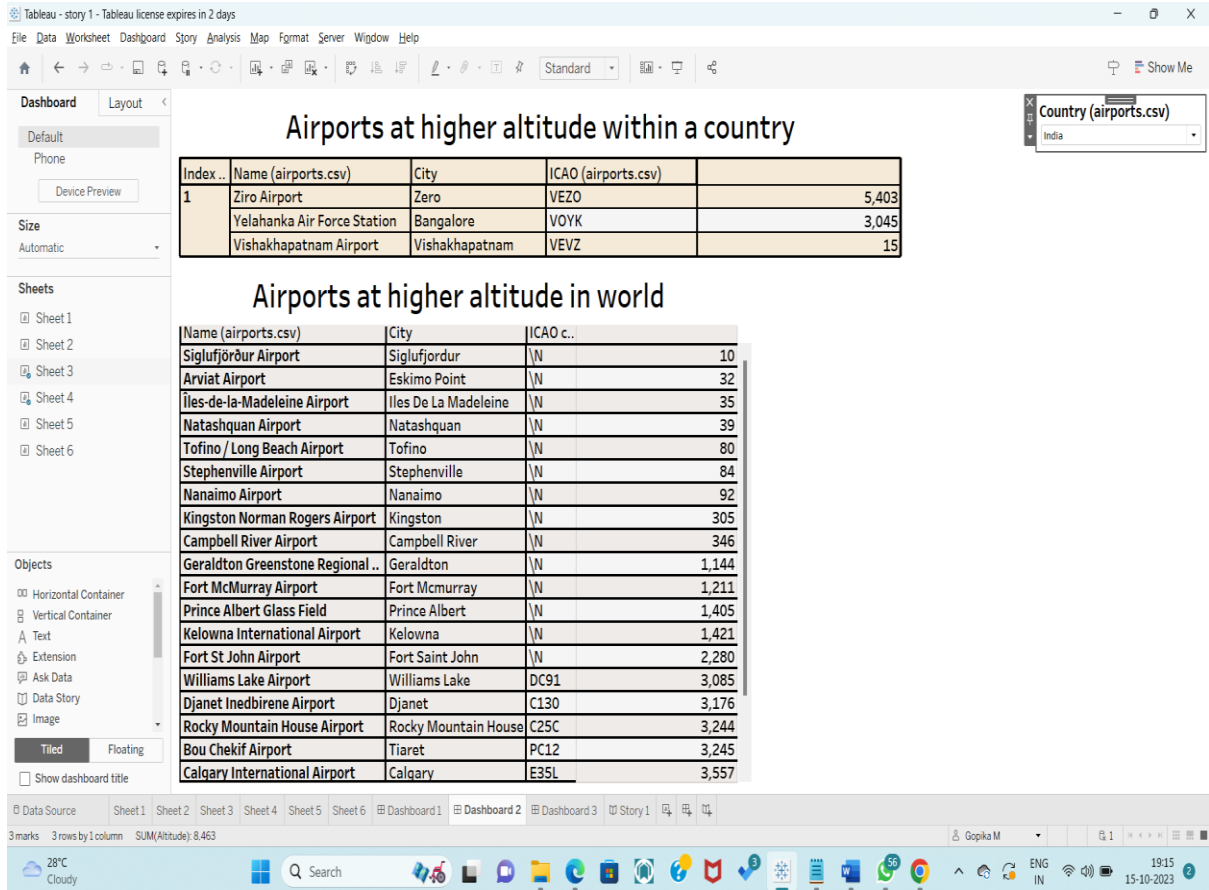 Tableau - story 1 - Tableau license expires in 2 days
File Data Worksheet Dashboard Story Analysis Map Format Server Window Help
Standard
Show Me
Dashboard Layout
Default
Phone
Device Preview
Size
Automatic
Sheets
Sheet 1
Sheet 2
Sheet 3
Sheet 4
Sheet 5
Sheet 6
Objects
Horizontal Container
Vertical Container
Text
Extension
Ask Data
Data Story
Image
Tiled Floating
Show dashboard title
Airports at higher altitude within a country
Index .. Name (airports.csv) City ICAO (airports.csv)
1 Ziro Airport Zero VEZO 5,403
Yelahanka Air Force Station Bangalore VOYK 3,045
Vishakhapatnam Airport Vishakhapatnam VEVZ 15
Airports at higher altitude in world
Name (airports.csv) City ICAO c..
Siglufjörður Airport Siglufjordur \N 10
Arviat Airport Eskimo Point \N 32
Îles-de-la-Madeleine Airport Iles De La Madeleine \N 35
Natashquan Airport Natashquan \N 39
Tofino / Long Beach Airport Tofino \N 80
Stephenville Airport Stephenville \N 84
Nanaimo Airport Nanaimo \N 92
Kingston Norman Rogers Airport Kingston \N 305
Campbell River Airport Campbell River \N 346
Geraldton Greenstone Regional .. Geraldton \N 1,144
Fort McMurray Airport Fort Mcmurray \N 1,211
Prince Albert Glass Field Prince Albert \N 1,405
Kelowna International Airport Kelowna \N 1,421
Fort St John Airport Fort Saint John \N 2,280
Williams Lake Airport Williams Lake DC91 3,085
Djanet Inedbirene Airport Djanet C130 3,176
Rocky Mountain House Airport Rocky Mountain House C25C 3,244
Bou Chekif Airport Tiaret PC12 3,245
Calgary International Airport Calgary E35L 3,557
Country (airports.csv)
India
Data Source Sheet 1 Sheet 2 Sheet 3 Sheet 4 Sheet 5 Sheet 6 Dashboard 1 Dashboard 2 Dashboard 3 Story 1
3 marks 3 rows by 1 column SUM(Altitude): 8,463 Gopika M 1
28°C
Cloudy
Search
3
56
ENG
IN
19:15
15-10-2023
2